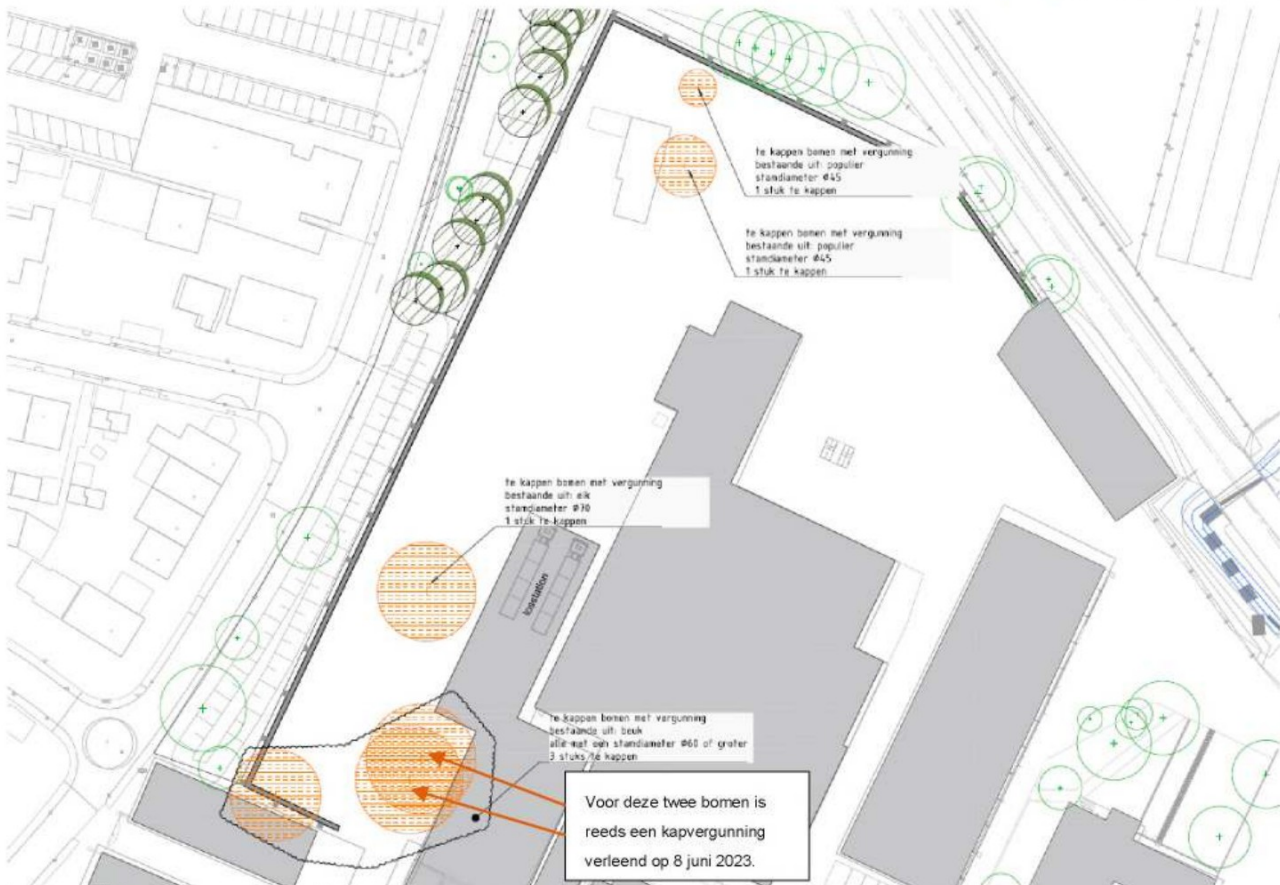 te kappen bomen met vergunning
bestaande uit: populier
stamdiameter Ø45
1 stuk te kappen
te kappen bomen met vergunning
bestaande uit: populier
stamdiameter Ø45
1 stuk te kappen
te kappen bomen met vergunning
bestaande uit: eik
stamdiameter Ø70
1 stuk te kappen
losstation
te kappen bomen met vergunning
bestaande uit: beuk
alle met een stamdiameter Ø60 of groter
3 stuks te kappen
Voor deze twee bomen is
reeds een kapvergunning
verleend op 8 juni 2023.